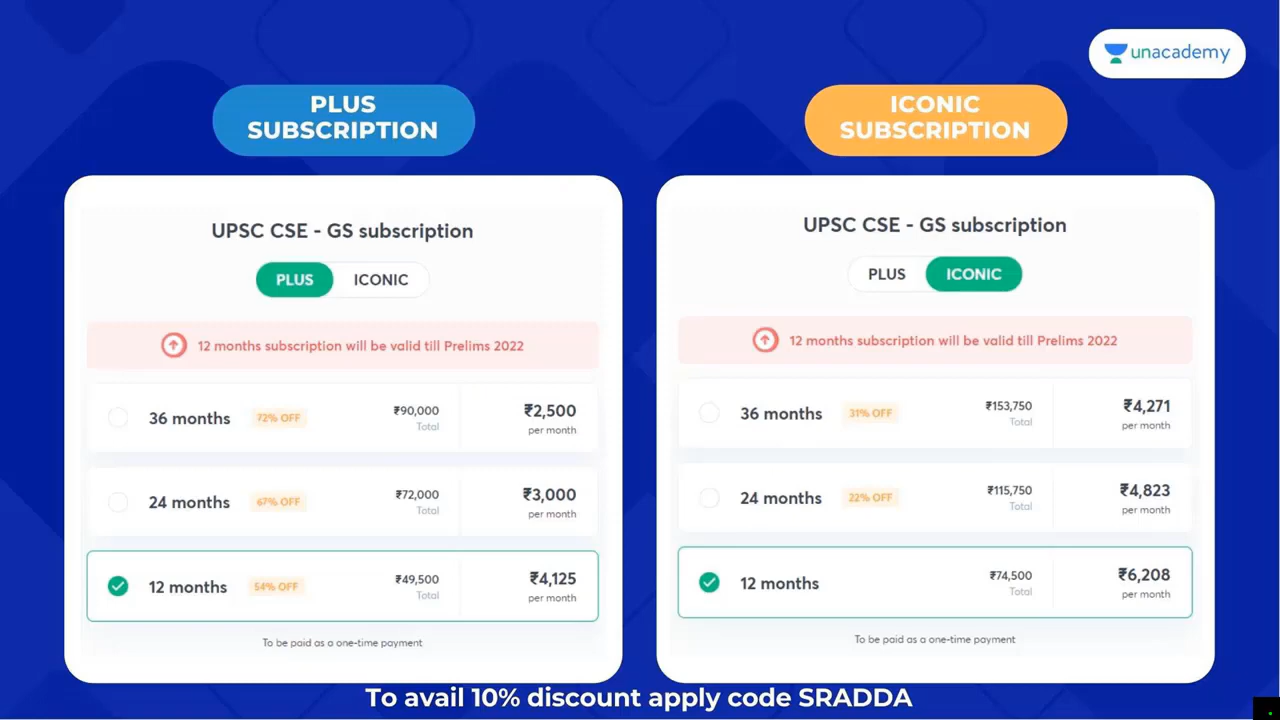 unacademy
PLUS
SUBSCRIPTION
UPSC CSE - GS subscription
PLUS ICONIC
12 months subscription will be valid till Prelims 2022
36 months 72% OFF ₹90,000 ₹2,500
Total per month
24 months 67% OFF ₹72,000 ₹3,000
Total per month
12 months 54% OFF ₹49,500 ₹4,125
Total per month
To be paid as a one-time payment
ICONIC
SUBSCRIPTION
UPSC CSE - GS subscription
PLUS ICONIC
12 months subscription will be valid till Prelims 2022
36 months 31% OFF ₹153,750 ₹4,271
Total per month
24 months 22% OFF ₹115,750 ₹4,823
Total per month
12 months ₹74,500 ₹6,208
Total per month
To be paid as a one-time payment
To avail 10% discount apply code SRADDA